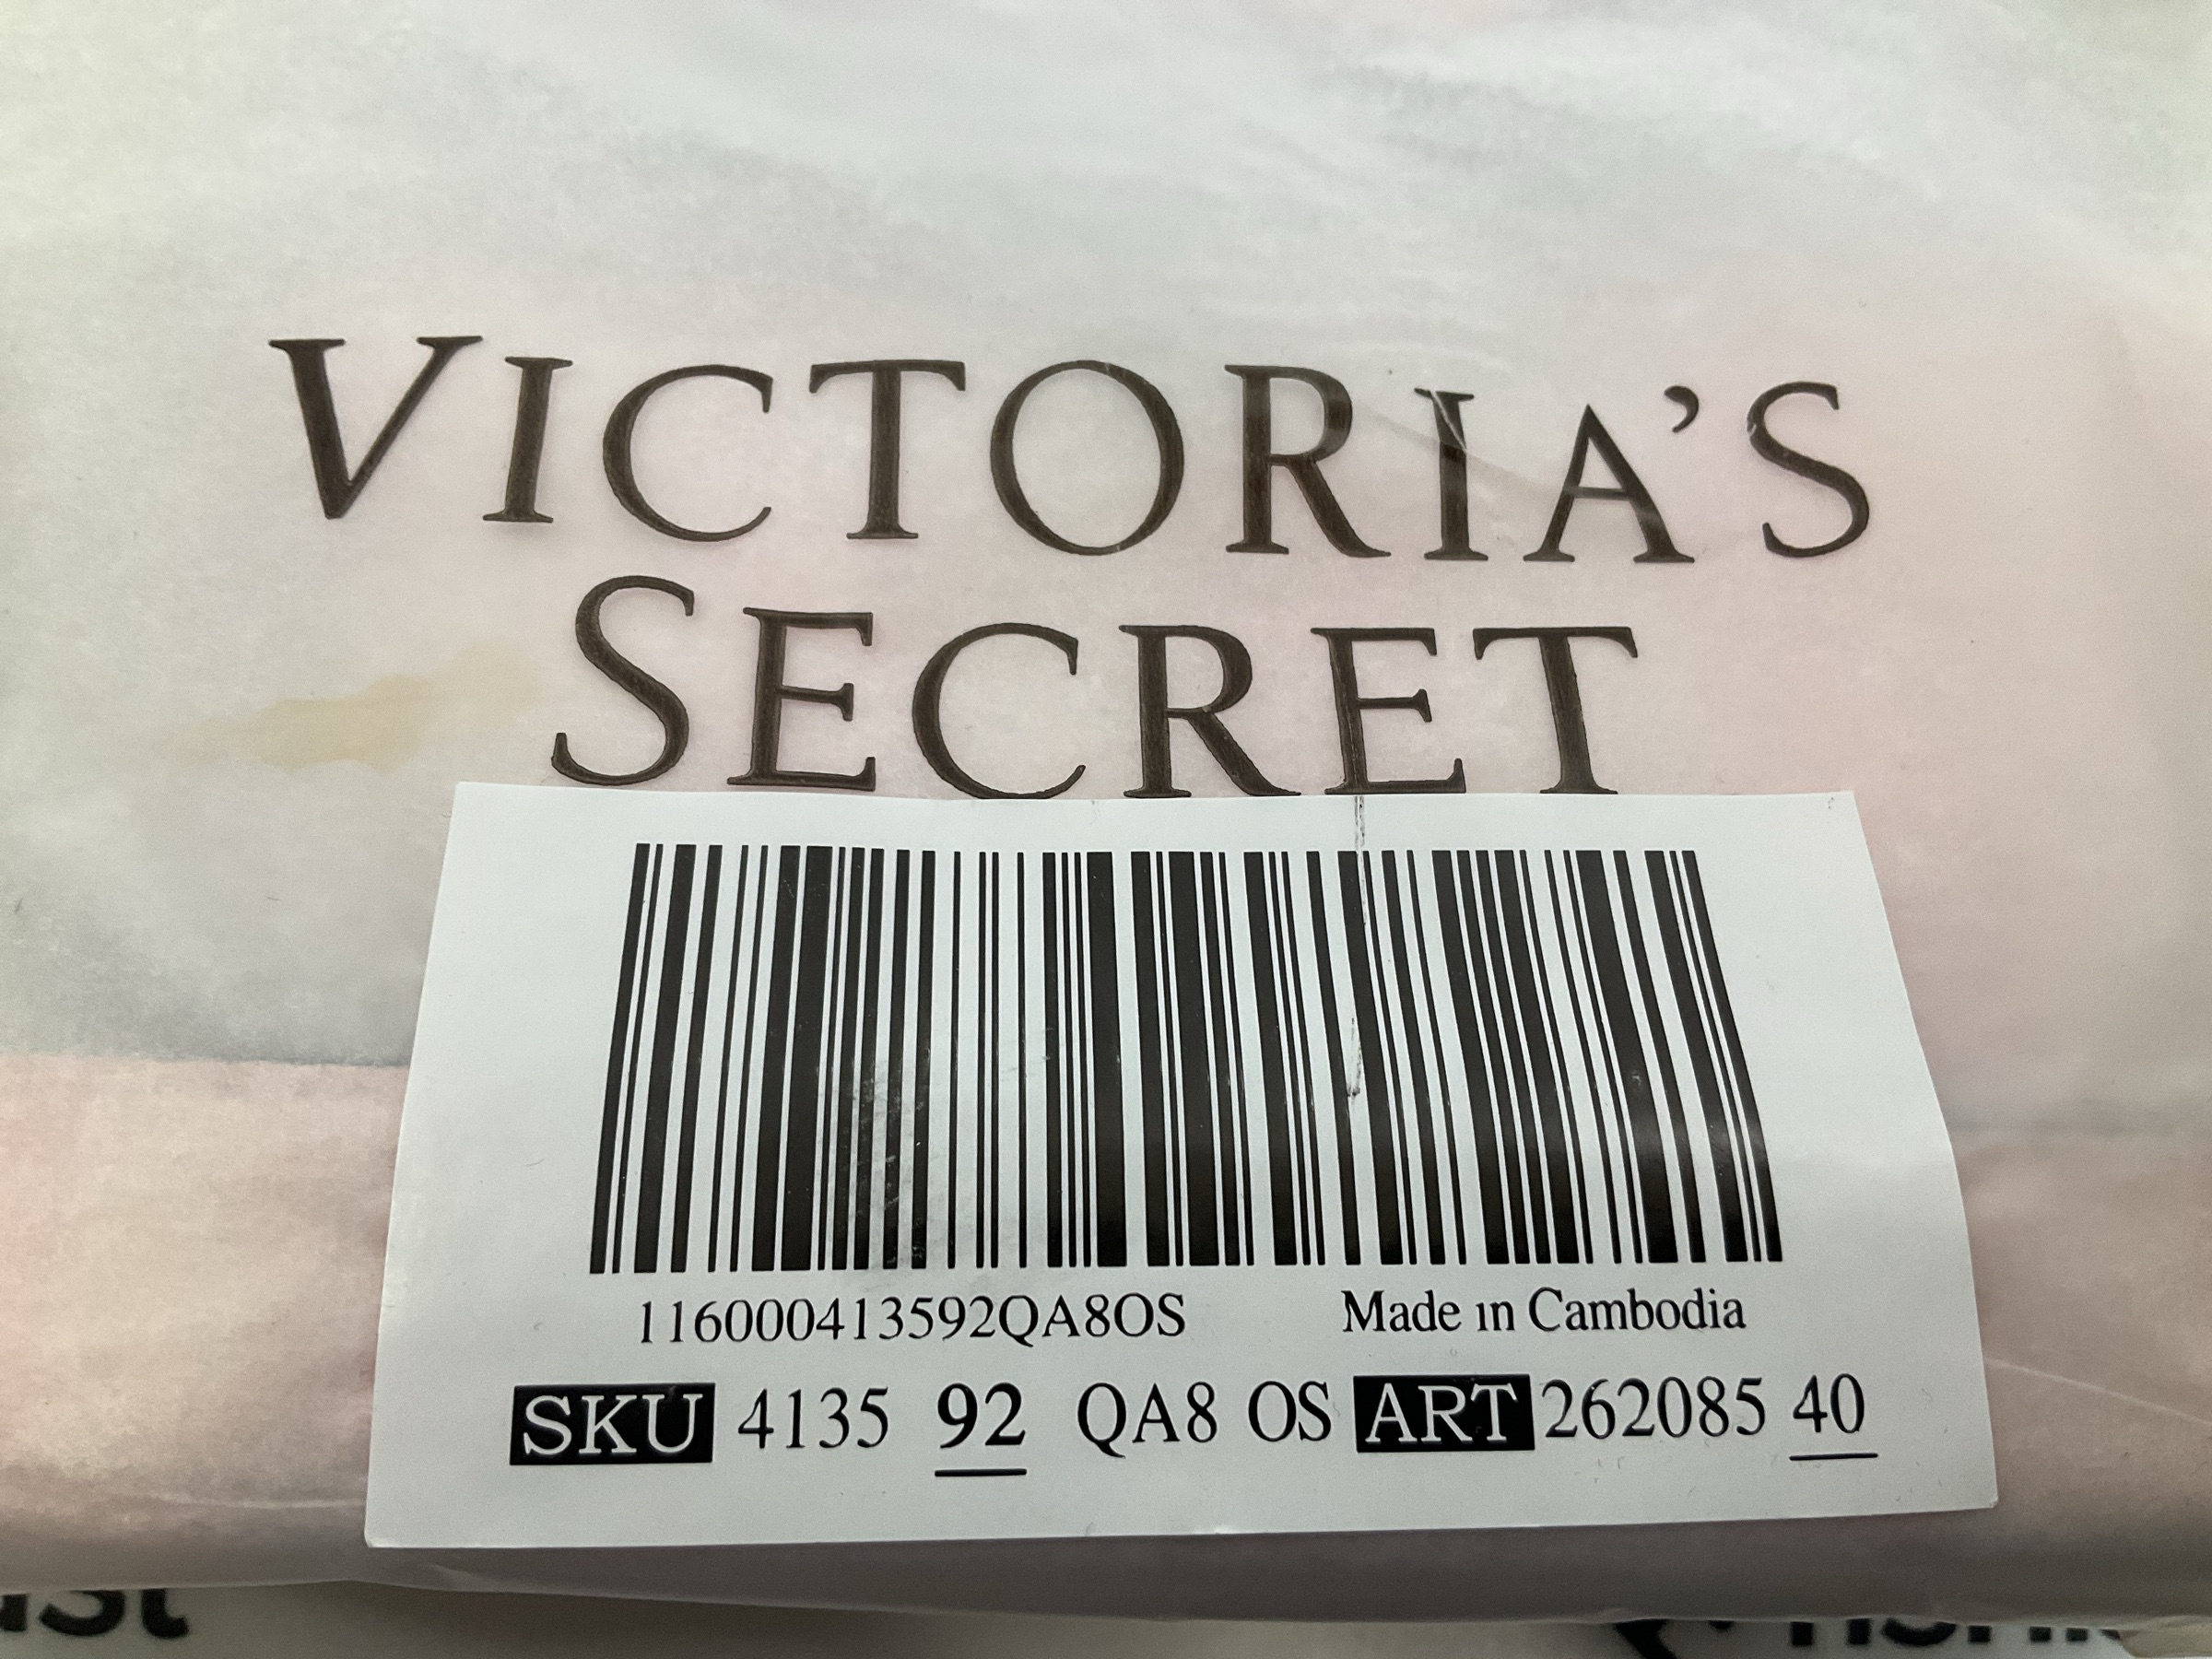 VICTORIA'S
SECRET
116000413592QA8OS Made in Cambodia
SKU 4135 92 QA8 OS ART 262085 40